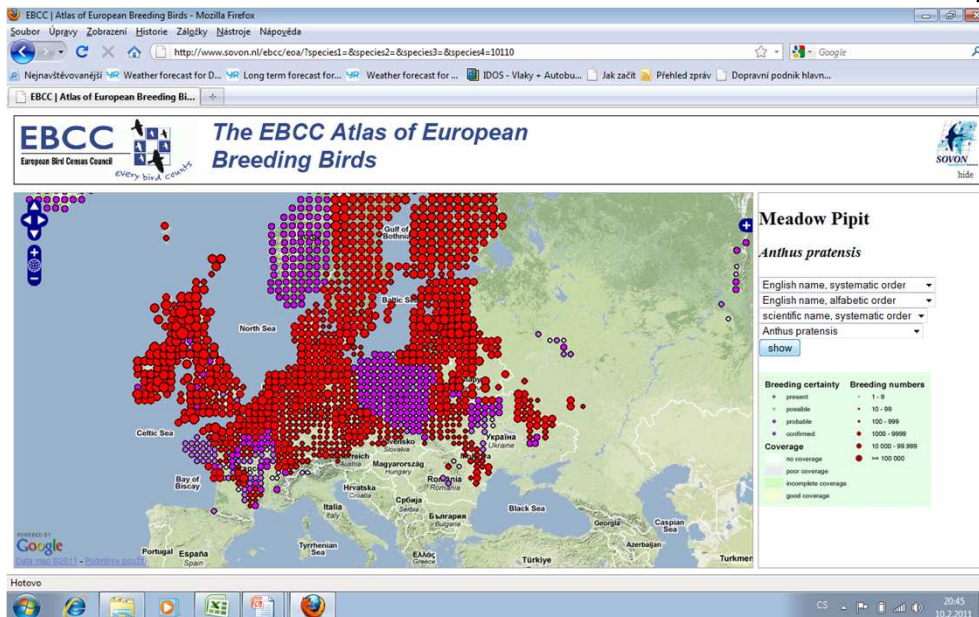 EBCC | Atlas of European Breeding Birds - Mozilla Firefox
Soubor Úpravy Zobrazení Historie Záložky Nástroje Nápověda
http://www.sovon.nl/ebcc/eoa/?species1=&species2=&species3=&species4=10110
Google
Nejnavštěvovanější Weather forecast for D... Long term forecast for... Weather forecast for ... IDOS - Vlaky + Autobu... Jak začít Přehled zpráv Dopravní podnik hlavn...
EBCC | Atlas of European Breeding Bi...
EBCC
European Bird Census Council
every bird counts
The EBCC Atlas of European
Breeding Birds
SOVON
hide
Gulf of
Bothnia
Baltic
North Sea
Celtic Sea
Україна
Ukraine
Slovensko
Slovakia
Austria
Magyarország
Hungary
România
Romania
Bay of
Biscay
Hrvatska
Croatia
Србија
Serbia
Italia
Italy
България
Bulgaria
Black Sea
Georgia
Caspian
Sea
Azerbaijan
Portugal
España
Spain
Tyrrhenian
Sea
Ελλάς
Greece
Türkiye
Turkmer
POWERED BY
Google
Data map ©2011 - Podmínky použití
Meadow Pipit
Anthus pratensis
English name, systematic order
English name, alfabetic order
scientific name, systematic order
Anthus pratensis
show
Breeding certainty
present
possible
probable
confirmed
Coverage
no coverage
poor coverage
incomplete coverage
good coverage
Breeding numbers
1 - 9
10 - 99
100 - 999
1000 - 9999
10 000 - 99.999
>= 100 000
Hotovo
CS
20:45
10.2.2011